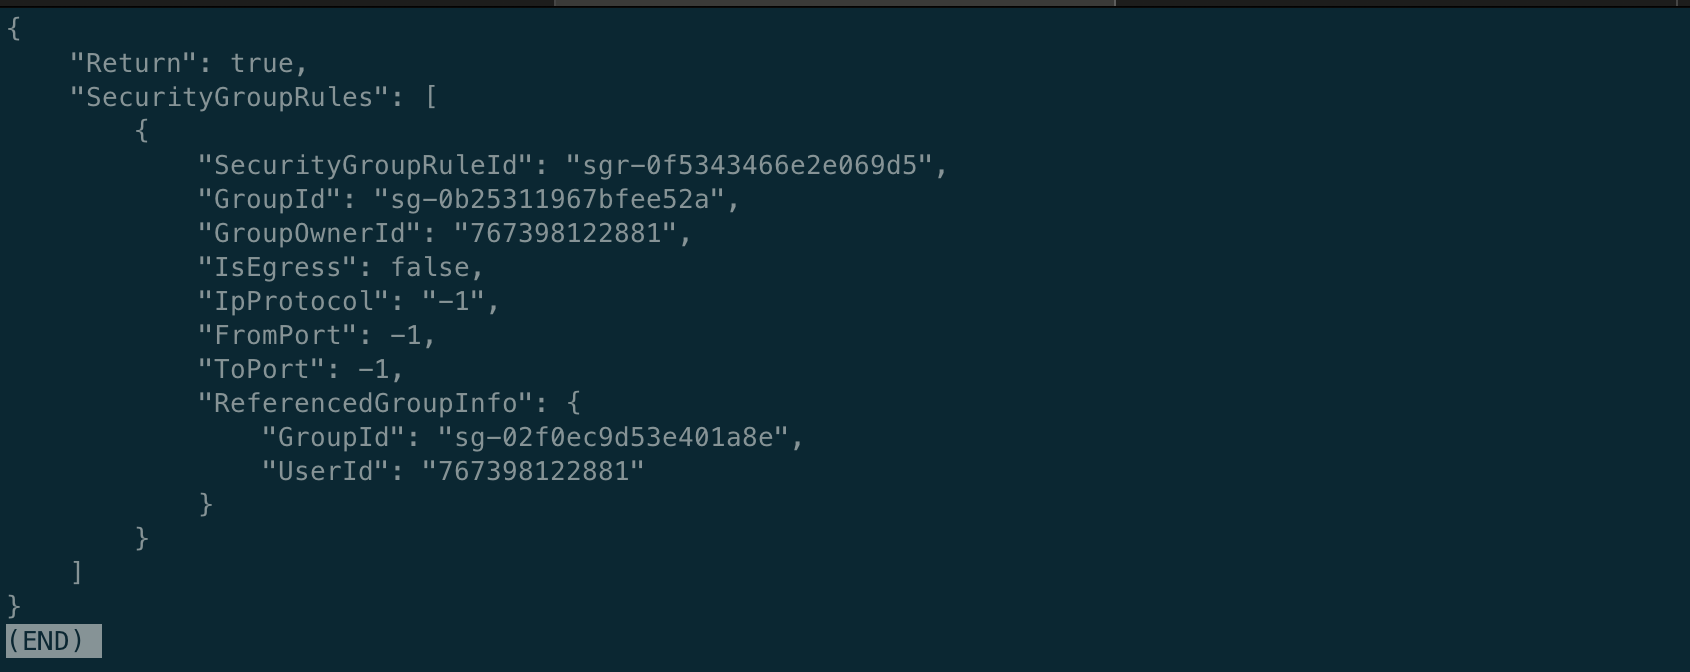 {
    "Return": true,
    "SecurityGroupRules": [
        {
            "SecurityGroupRuleId": "sgr-0f5343466e2e069d5",
            "GroupId": "sg-0b25311967bfee52a",
            "GroupOwnerId": "767398122881",
            "IsEgress": false,
            "IpProtocol": "-1",
            "FromPort": -1,
            "ToPort": -1,
            "ReferencedGroupInfo": {
                "GroupId": "sg-02f0ec9d53e401a8e",
                "UserId": "767398122881"
            }
        }
    ]
}
(END)